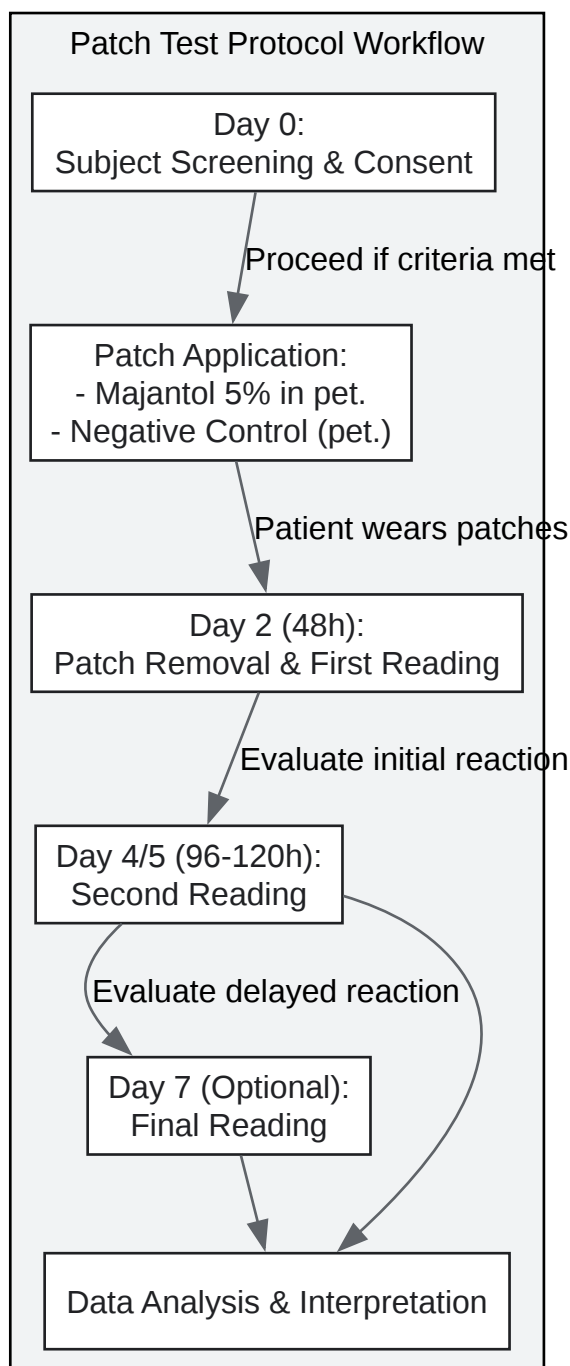 Patch Test Protocol Workflow
Day 0:
Subject Screening & Consent
Proceed if criteria met
Patch Application:
- Majantol 5% in pet.
- Negative Control (pet.)
Patient wears patches
Day 2 (48h):
Patch Removal & First Reading
Evaluate initial reaction
Day 4/5 (96-120h):
Second Reading
Evaluate delayed reaction
Day 7 (Optional):
Final Reading
Data Analysis & Interpretation